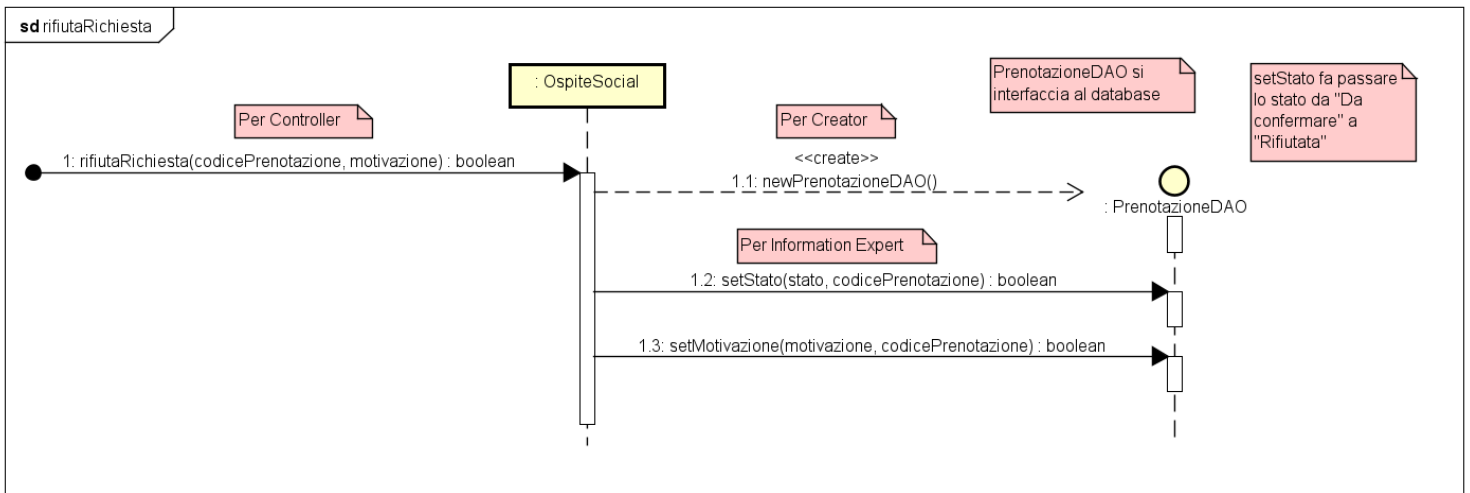 sd rifiutaRichiesta
: OspiteSocial
PrenotazioneDAO si
interfaccia al database
setStato fa passare
lo stato da "Da
confermare" a
"Rifiutata"
Per Controller
Per Creator
1: rifiutaRichiesta(codicePrenotazione, motivazione) : boolean
<<create>>
1.1: newPrenotazioneDAO()
: PrenotazioneDAO
Per Information Expert
1.2: setStato(stato, codicePrenotazione) : boolean
1.3: setMotivazione(motivazione, codicePrenotazione) : boolean